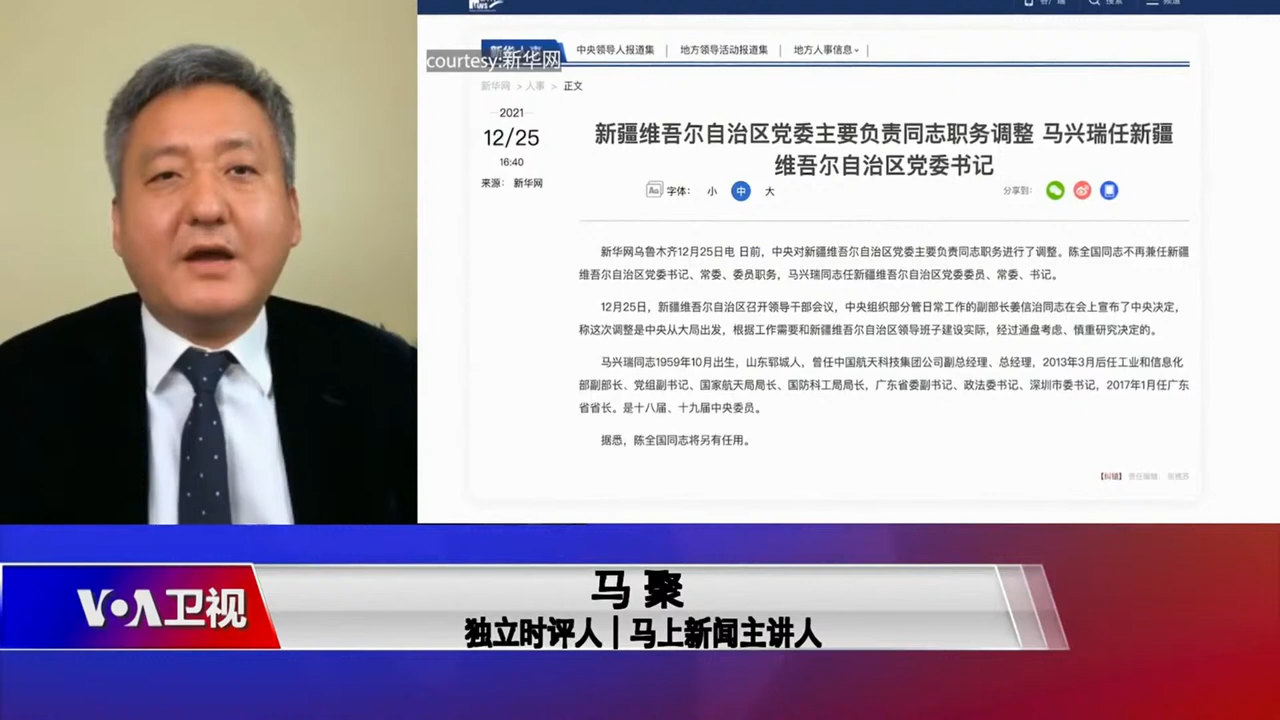 客户端
搜索
频道
新华人事
中央领导人报道集 | 地方领导活动报道集 | 地方人事信息 |
courtesy:新华网
新华网 > 人事 > 正文
2021
12/25
16:40
来源： 新华网
新疆维吾尔自治区党委主要负责同志职务调整 马兴瑞任新疆
维吾尔自治区党委书记
字体： 小 中 大
分享到：
新华网乌鲁木齐12月25日电 日前，中央对新疆维吾尔自治区党委主要负责同志职务进行了调整。陈全国同志不再兼任新疆
维吾尔自治区党委书记、常委、委员职务，马兴瑞同志任新疆维吾尔自治区党委委员、常委、书记。
12月25日，新疆维吾尔自治区召开领导干部会议，中央组织部分管日常工作的副部长姜信治同志在会上宣布了中央决定，
称这次调整是中央从大局出发，根据工作需要和新疆维吾尔自治区领导班子建设实际，经过通盘考虑、慎重研究决定的。
马兴瑞同志1959年10月出生，山东郓城人，曾任中国航天科技集团公司副总经理、总经理，2013年3月后任工业和信息化
部副部长、党组副书记、国家航天局局长、国防科工局局长，广东省委副书记、政法委书记、深圳市委书记，2017年1月任广东
省省长。是十八届、十九届中央委员。
据悉，陈全国同志将另有任用。
【纠错】 责任编辑：
VOA卫视
马 聚
独立时评人 | 马上新闻主讲人